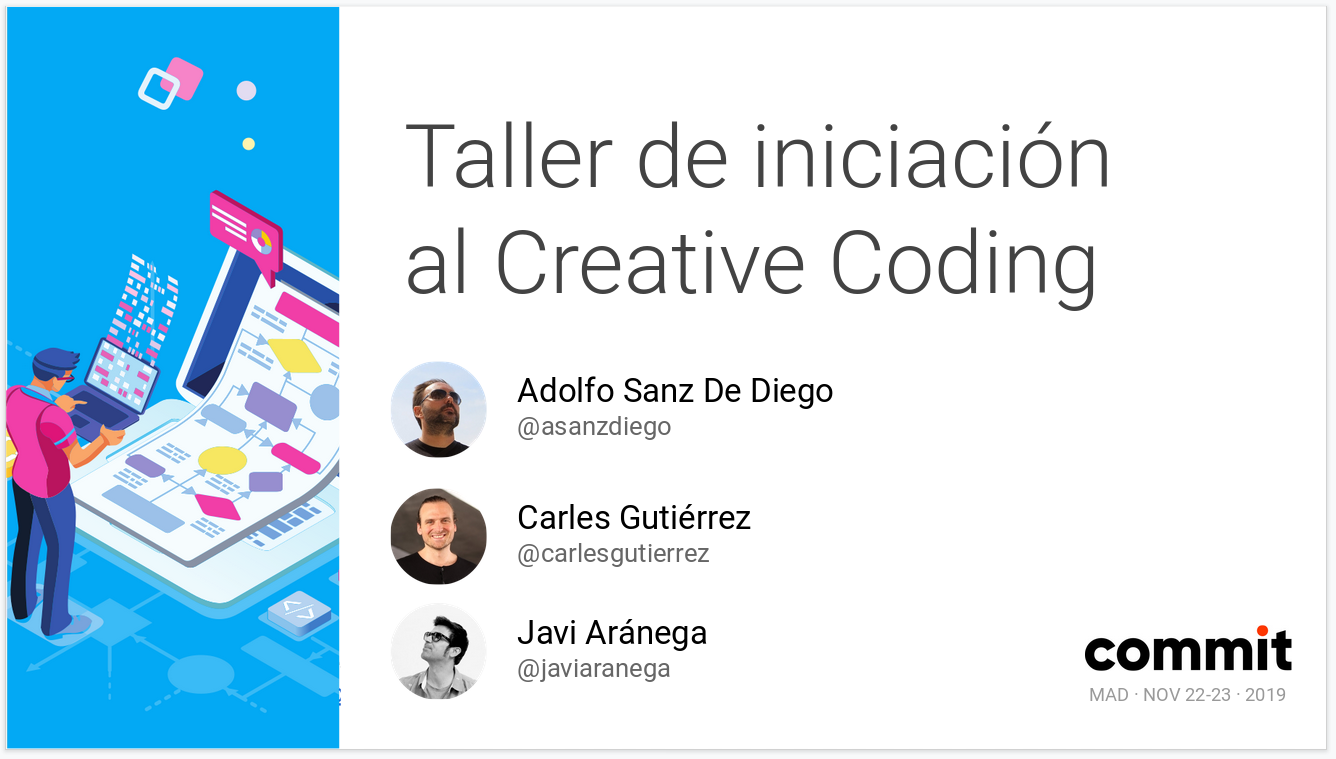 Taller de iniciación
al Creative Coding
Adolfo Sanz De Diego
@asanzdiego
Carles Gutiérrez
@carlesgutierrez
Javi Aránega
@javiaranega
commit
MAD · NOV 22-23 · 2019